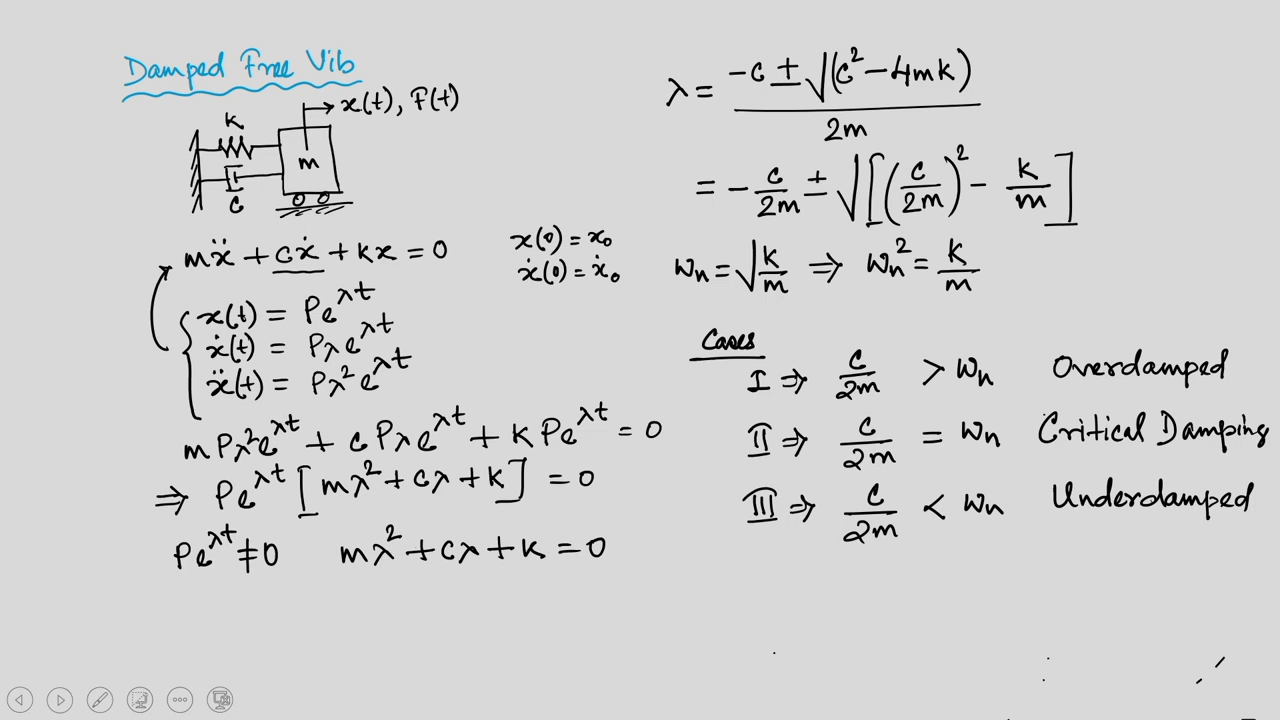 Damped Free Vib
x(t), F(t)
K
m
C
mẍ + cẋ + kx = 0
x(0) = x₀
ẋ(0) = ẋ₀
x(t) = Pe^λt
ẋ(t) = Pλe^λt
ẍ(t) = Pλ²e^λt
mPλ²e^λt + cPλe^λt + kPe^λt = 0
⇒ Pe^λt [mλ² + cλ + k] = 0
Pe^λt ≠ 0 mλ² + cλ + k = 0
λ = (-c ± √(c² - 4mk)) / 2m
= - c/2m ± √[(c/2m)² - k/m]
ωn = √k/m ⇒ ωn² = k/m
Cases
I ⇒ c/2m > ωn Overdamped
II ⇒ c/2m = ωn Critical Damping
III ⇒ c/2m < ωn Underdamped